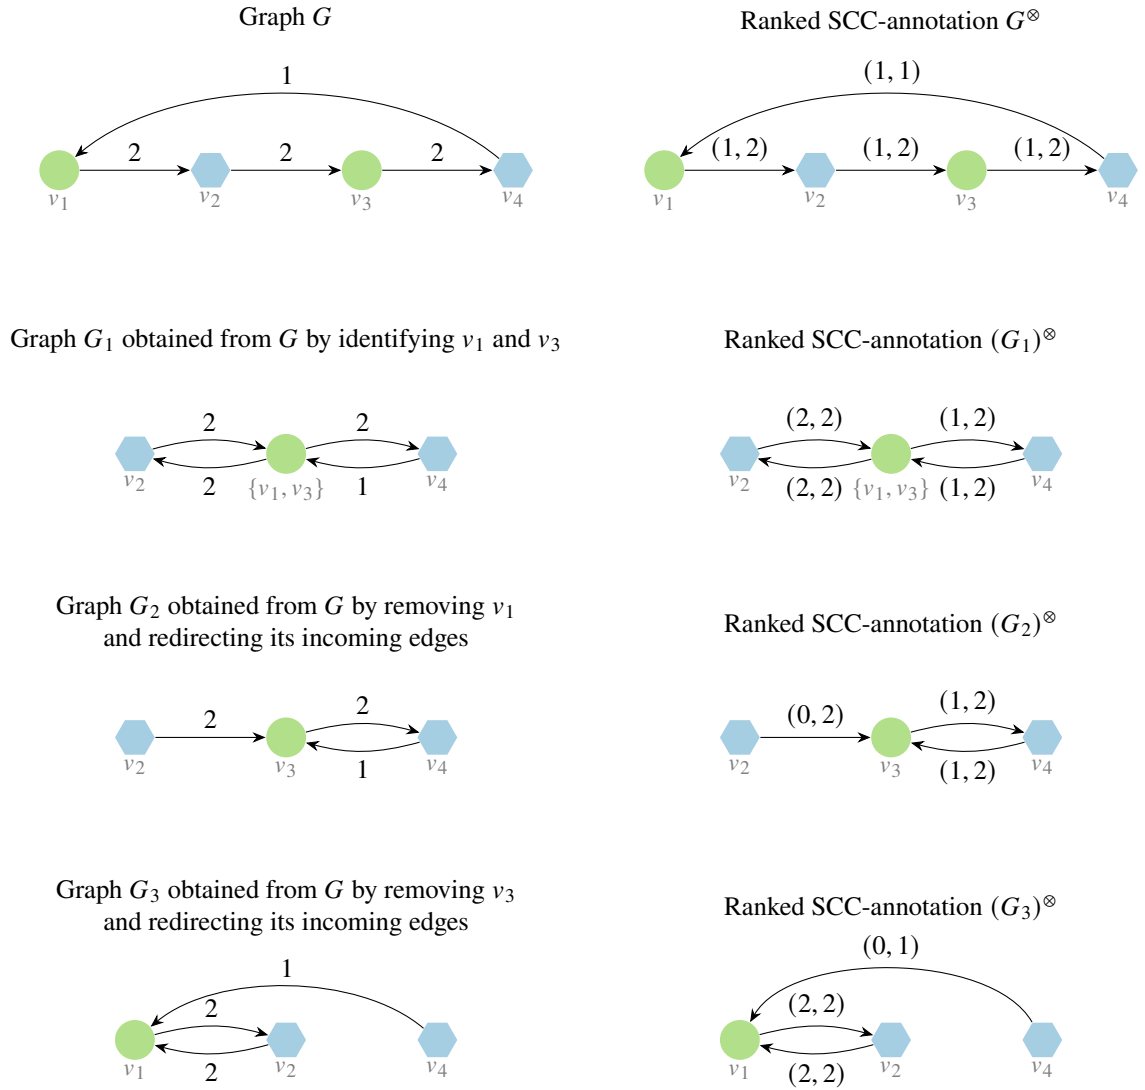 Graph G
Ranked SCC-annotation G⊗
1
(1, 1)
2 2 2
(1, 2) (1, 2) (1, 2)
v1 v2 v3 v4
v1 v2 v3 v4
Graph G1 obtained from G by identifying v1 and v3
Ranked SCC-annotation (G1)⊗
2 2
(2, 2) (1, 2)
v2 2 {v1, v3} 1 v4
v2 (2, 2) {v1, v3} (1, 2) v4
Graph G2 obtained from G by removing v1
and redirecting its incoming edges
Ranked SCC-annotation (G2)⊗
2 2
(0, 2) (1, 2)
v2 v3 1 v4
v2 v3 (1, 2) v4
Graph G3 obtained from G by removing v3
and redirecting its incoming edges
Ranked SCC-annotation (G3)⊗
1
(0, 1)
2
(2, 2)
v1 2 v2 v4
v1 (2, 2) v2 v4